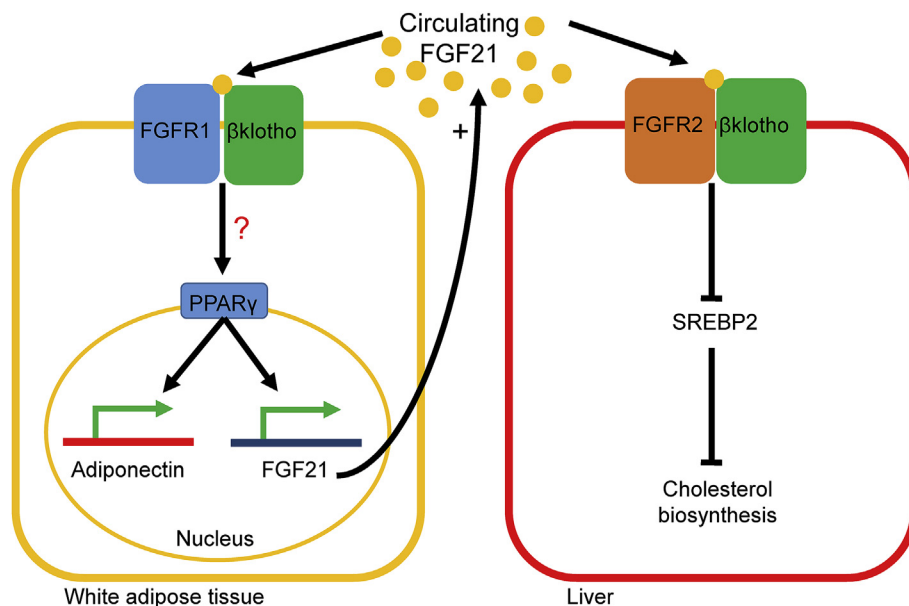 Circulating
FGF21
FGFR1
βklotho
+
?
PPARγ
Adiponectin
FGF21
Nucleus
White adipose tissue
FGFR2
βklotho
SREBP2
Cholesterol
biosynthesis
Liver